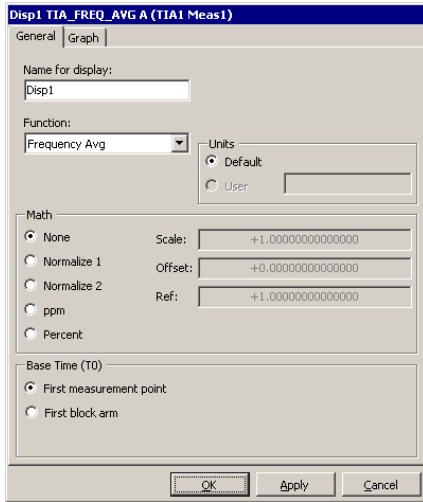 Disp1 TIA_FREQ_AVG A (TIA1 Meas1)
General Graph
Name for display:
Disp1
Function:
Frequency Avg
Units
Default
User
Math
None
Scale: +1.00000000000000
Normalize 1
Offset: +0.00000000000000
Normalize 2
Ref: +1.00000000000000
ppm
Percent
Base Time (T0)
First measurement point
First block arm
OK Apply Cancel